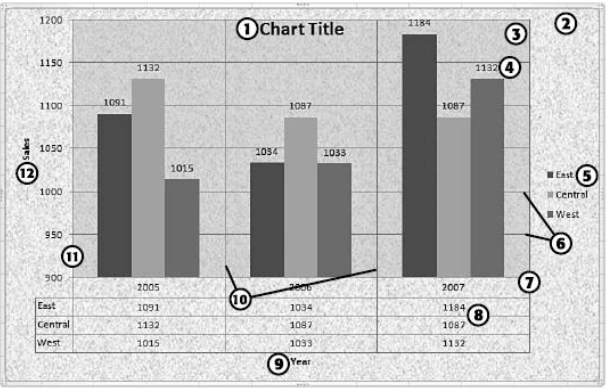 1 Chart Title
2
3
4
5
6
7
8
9 Year
10
11
12 Sales
1200
1150
1100
1050
1000
950
900
1091
1132
1015
1034
1087
1033
1184
1087
1132
East
Central
West
2005 2006 2007
East 1091 1034 1184
Central 1132 1087 1087
West 1015 1033 1132